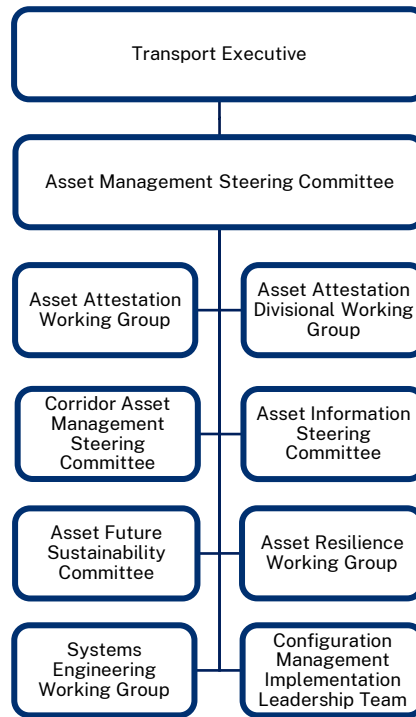 Transport Executive
Asset Management Steering Committee
Asset Attestation
Working Group
Asset Attestation
Divisional Working
Group
Corridor Asset
Management
Steering
Committee
Asset Information
Steering
Committee
Asset Future
Sustainability
Committee
Asset Resilience
Working Group
Systems
Engineering
Working Group
Configuration
Management
Implementation
Leadership Team